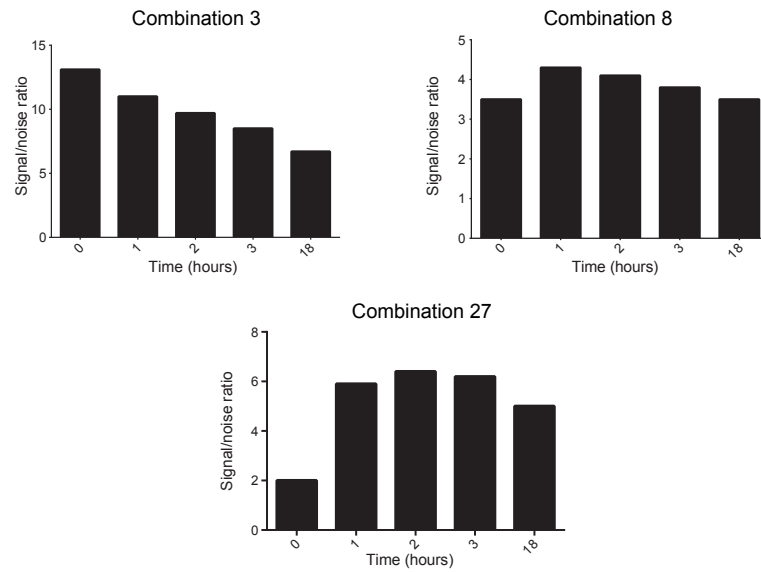 Combination 3
15
10
5
0
Signal/noise ratio
0 1 2 3 18
Time (hours)
Combination 8
5
4
3
2
1
0
Signal/noise ratio
0 1 2 3 18
Time (hours)
Combination 27
8
6
4
2
0
Signal/noise ratio
0 1 2 3 18
Time (hours)